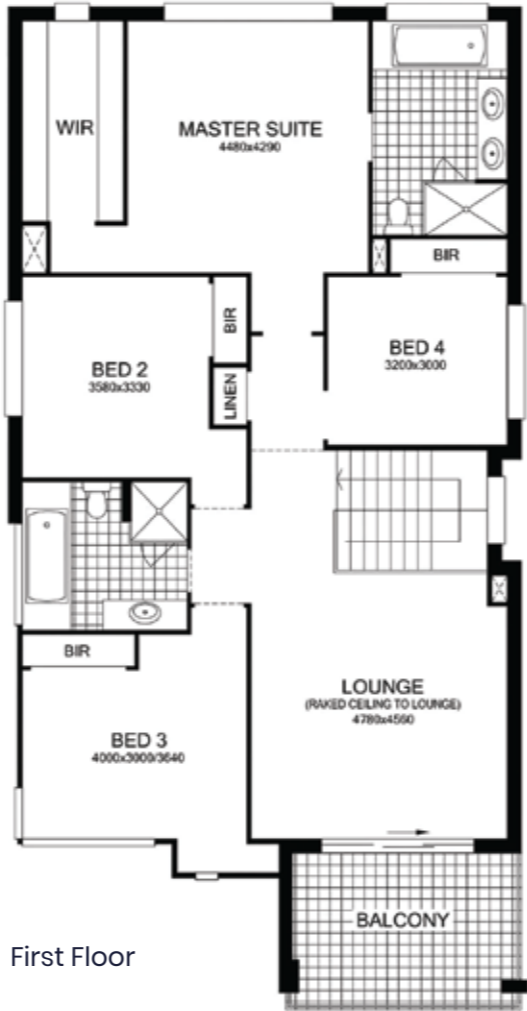 WIR
MASTER SUITE
4480x4290
BIR
BED 2
3580x3330
BIR
LINEN
BED 4
3200x3000
BIR
BED 3
4000x3000/3640
LOUNGE
(RAKED CEILING TO LOUNGE)
4780x4560
BALCONY
First Floor